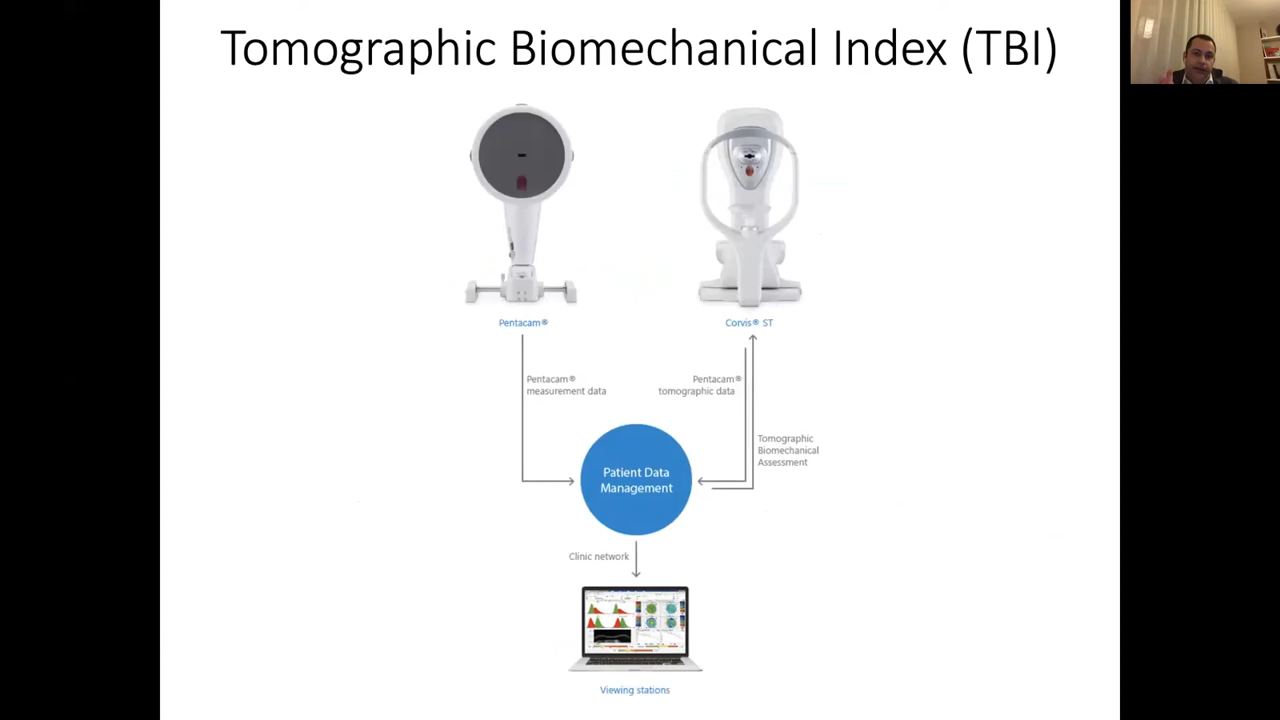 Tomographic Biomechanical Index (TBI)
Pentacam®
Corvis® ST
Pentacam®
measurement data
Pentacam®
tomographic data
Tomographic
Biomechanical
Assessment
Patient Data
Management
Clinic network
Viewing stations